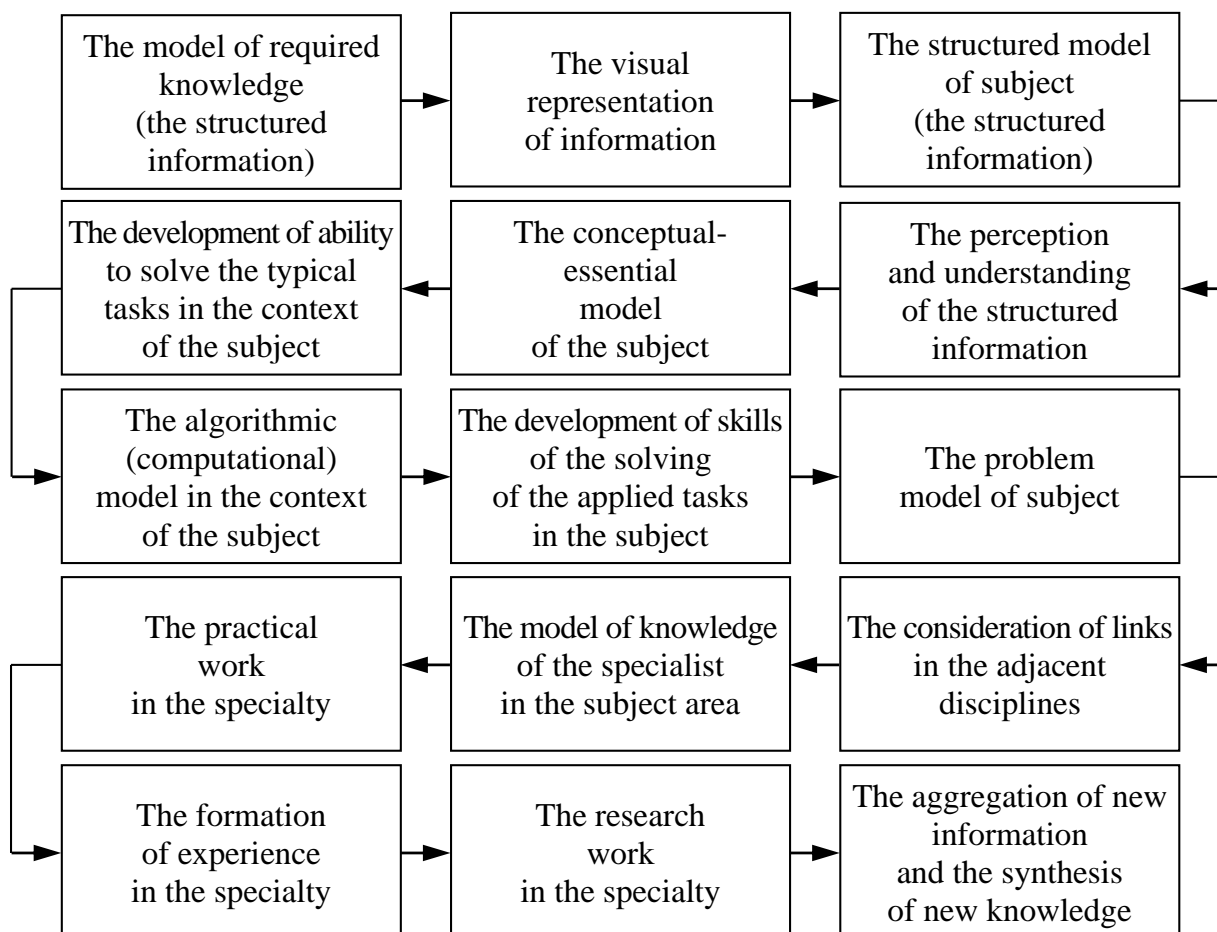 The model of required
knowledge
(the structured
information)
The visual
representation
of information
The structured model
of subject
(the structured
information)
The development of ability
to solve the typical
tasks in the context
of the subject
The conceptual-
essential
model
of the subject
The perception
and understanding
of the structured
information
The algorithmic
(computational)
model in the context
of the subject
The development of skills
of the solving
of the applied tasks
in the subject
The problem
model of subject
The practical
work
in the specialty
The model of knowledge
of the specialist
in the subject area
The consideration of links
in the adjacent
disciplines
The formation
of experience
in the specialty
The research
work
in the specialty
The aggregation of new
information
and the synthesis
of new knowledge